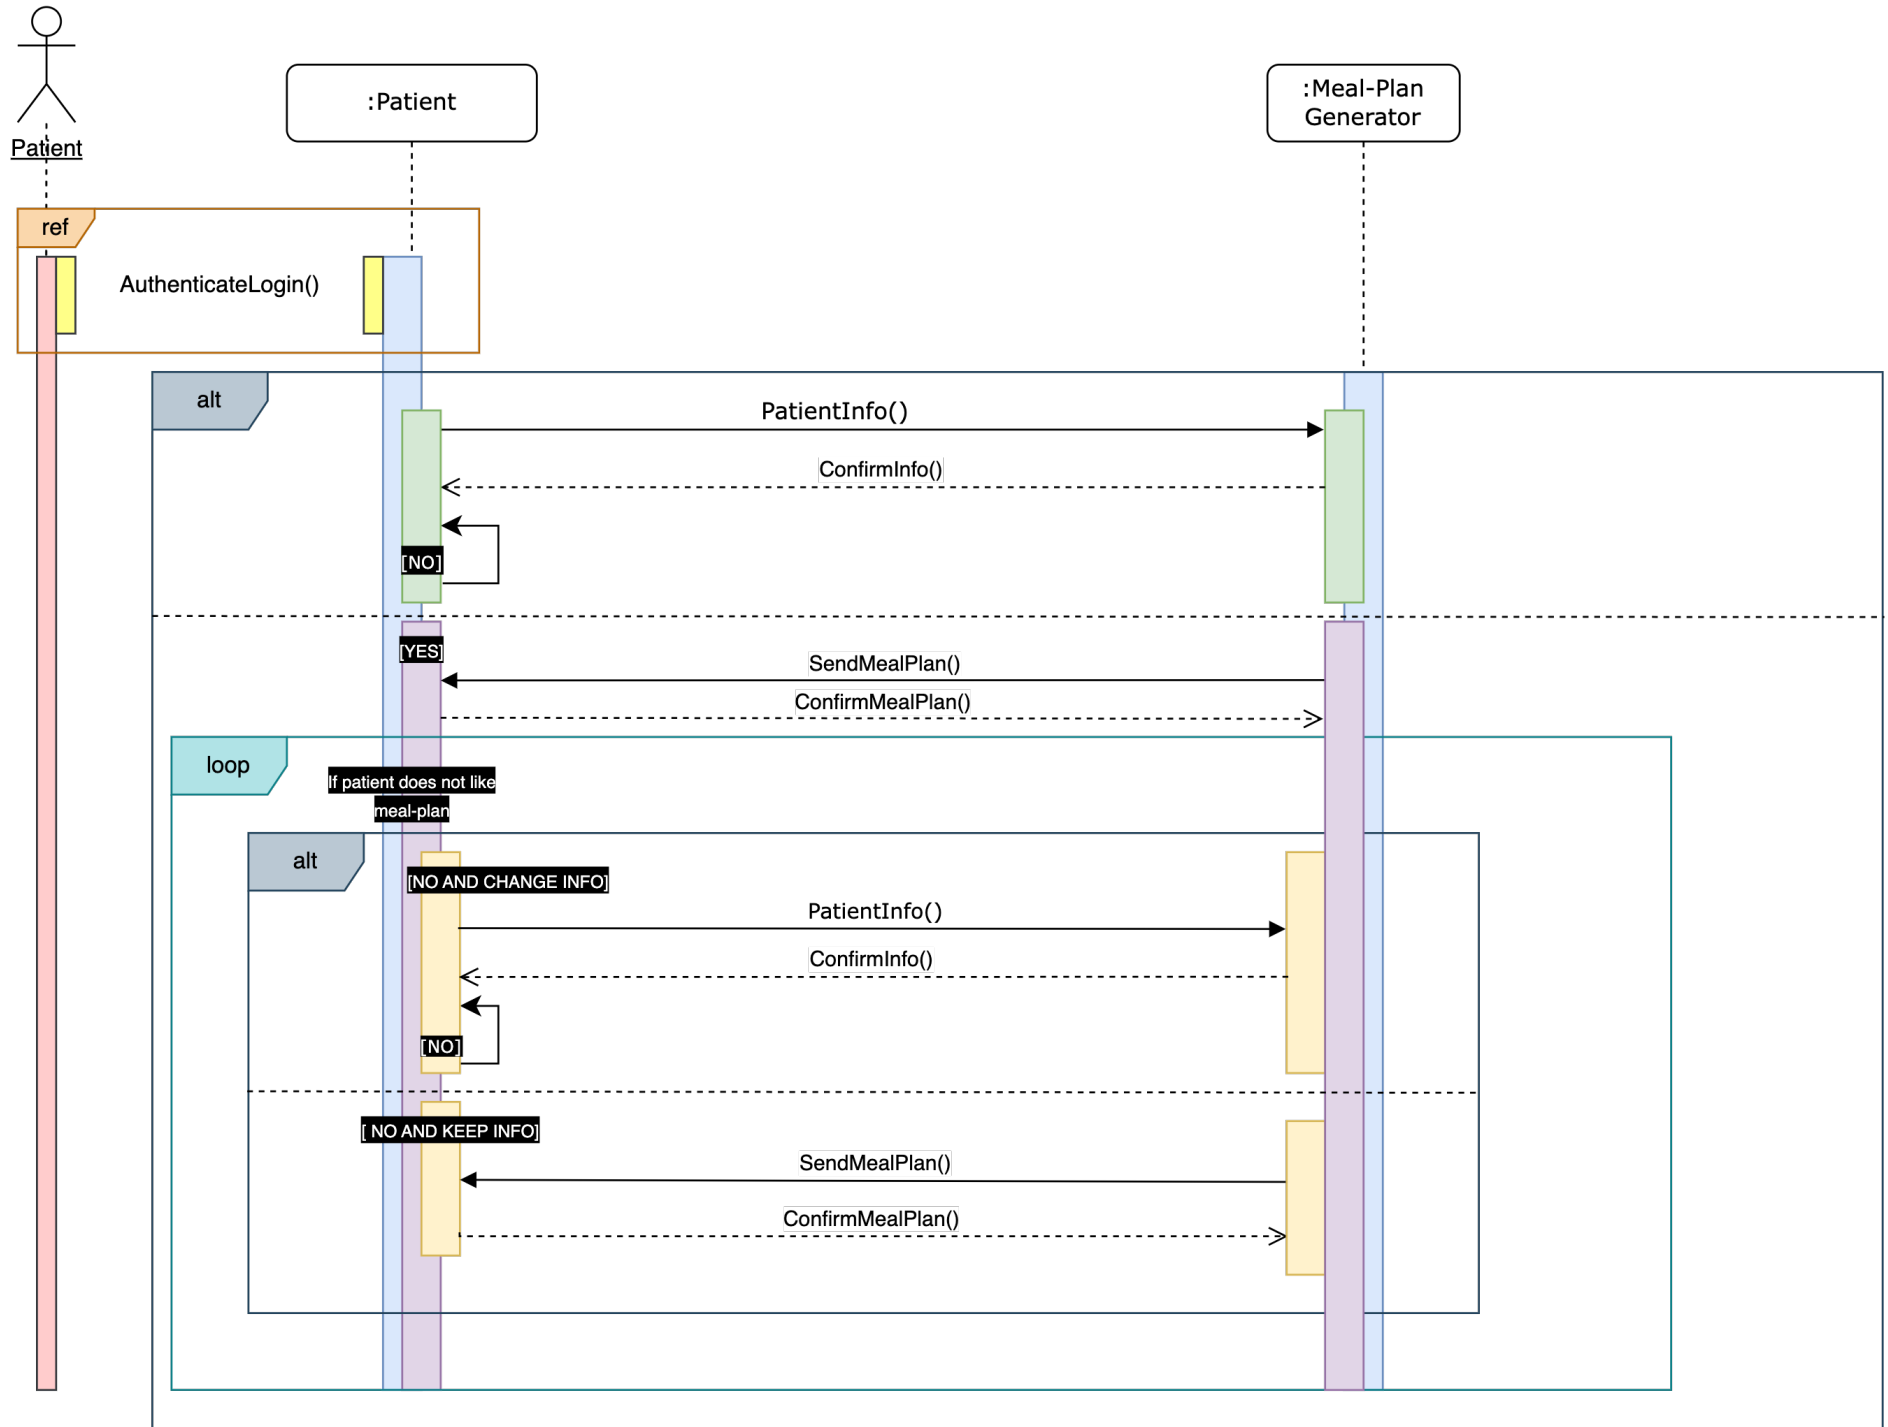 Patient
:Patient
:Meal-Plan
Generator
ref
AuthenticateLogin()
alt
PatientInfo()
ConfirmInfo()
[NO]
[YES]
SendMealPlan()
ConfirmMealPlan()
loop
If patient does not like
meal-plan
alt
[NO AND CHANGE INFO]
PatientInfo()
ConfirmInfo()
[NO]
[ NO AND KEEP INFO]
SendMealPlan()
ConfirmMealPlan()